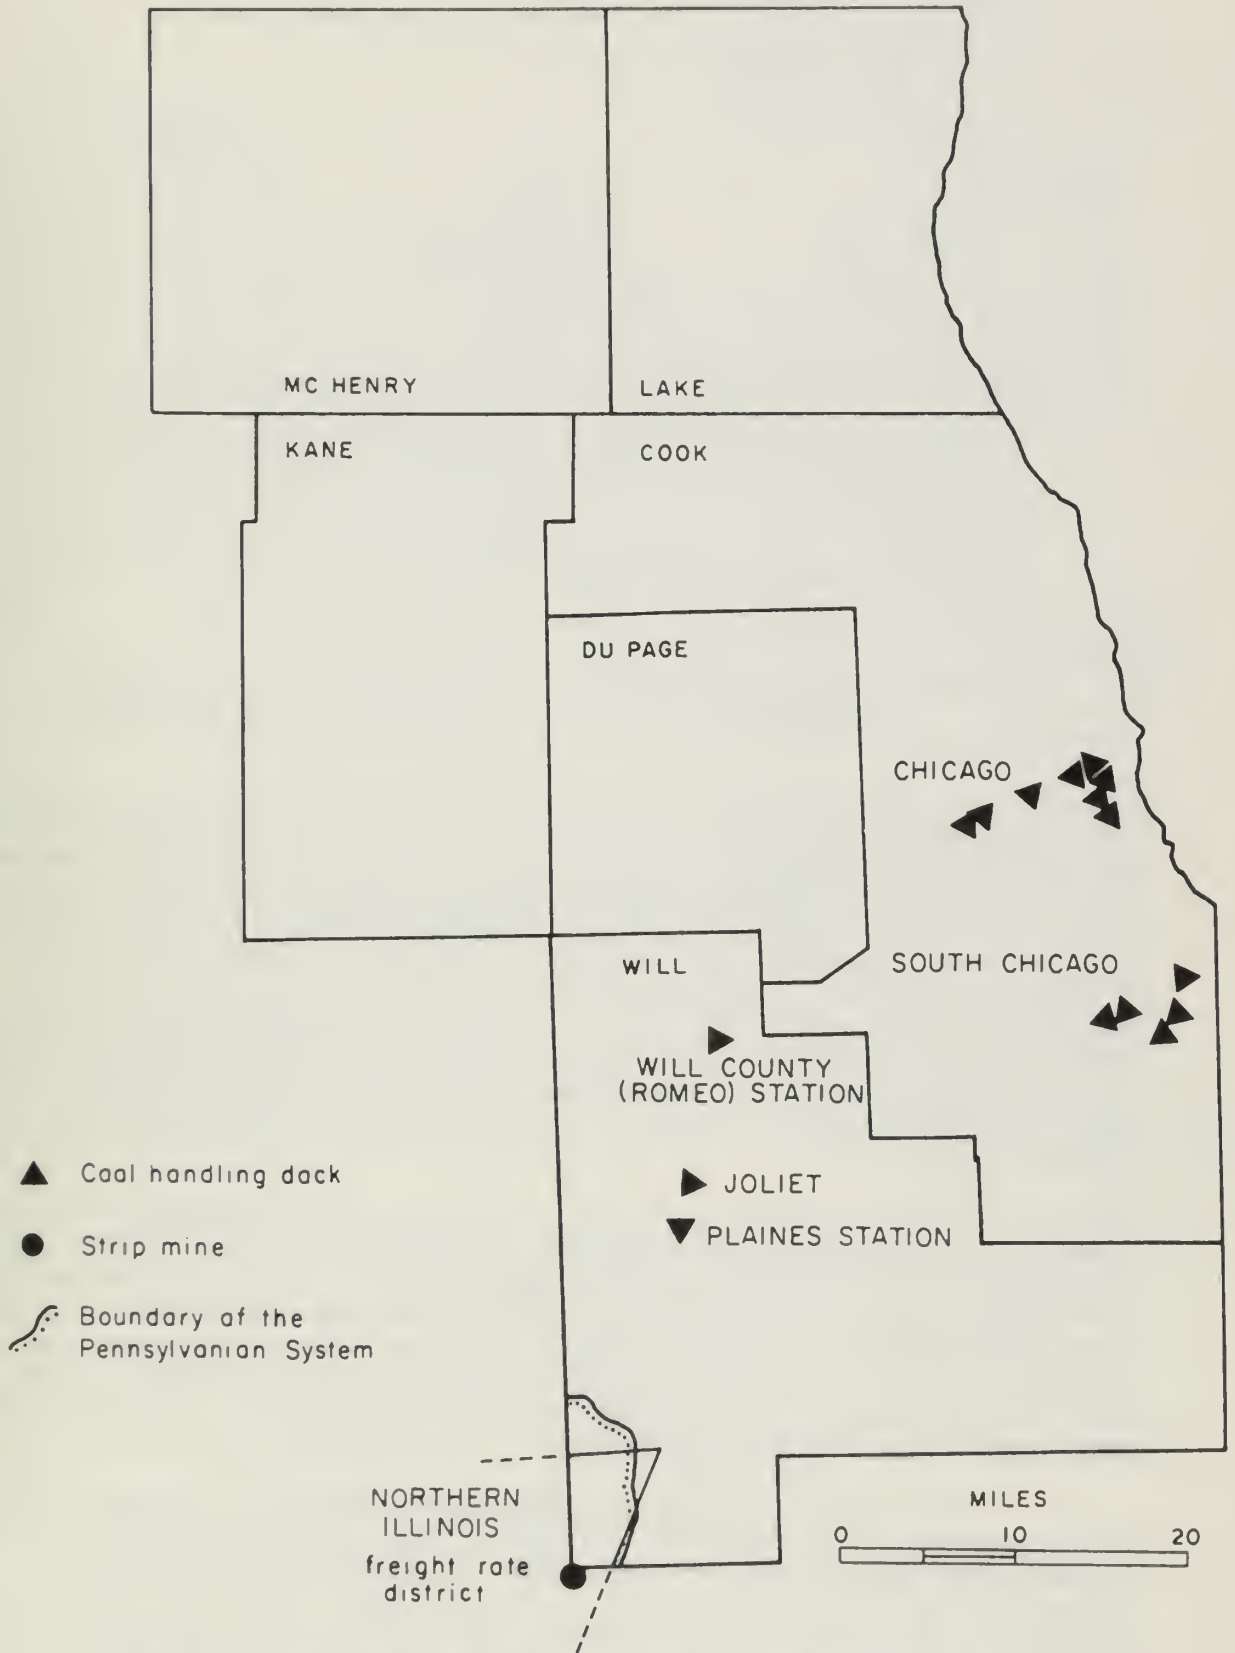 MC HENRY
LAKE
KANE
COOK
DU PAGE
CHICAGO
WILL
SOUTH CHICAGO
WILL COUNTY
(ROMEO) STATION
JOLIET
PLAINES STATION
Coal handling dock
Strip mine
Boundary of the
Pennsylvanian System
NORTHERN
ILLINOIS
freight rate
district
MILES
0 10 20